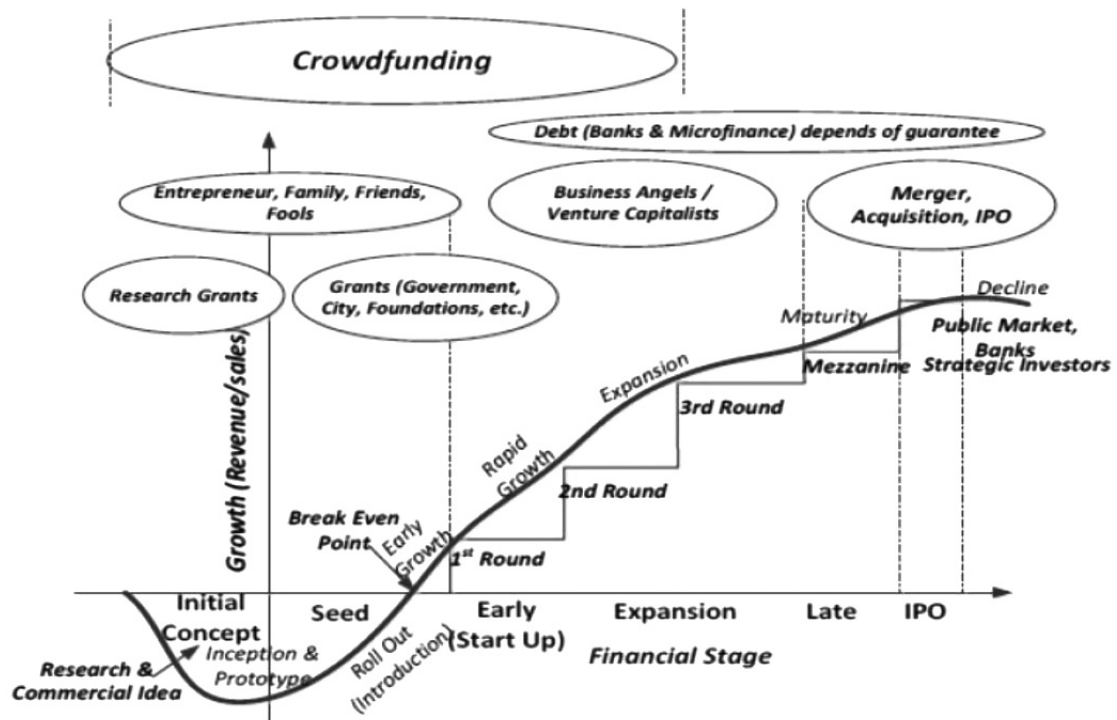 Crowdfunding
Debt (Banks & Microfinance) depends of guarantee
Entrepreneur, Family, Friends,
Fools
Business Angels /
Venture Capitalists
Merger,
Acquisition, IPO
Research Grants
Grants (Government,
City, Foundations, etc.)
Growth (Revenue/sales)
Decline
Maturity
Public Market,
Banks
Strategic Investors
Mezzanine
Expansion
3rd Round
Rapid
Growth
2nd Round
Break Even
Point
Early
Growth
1st Round
Initial
Concept
Seed
Early
(Start Up)
Expansion
Late
IPO
Financial Stage
Roll Out
(Introduction)
Inception &
Prototype
Research &
Commercial Idea